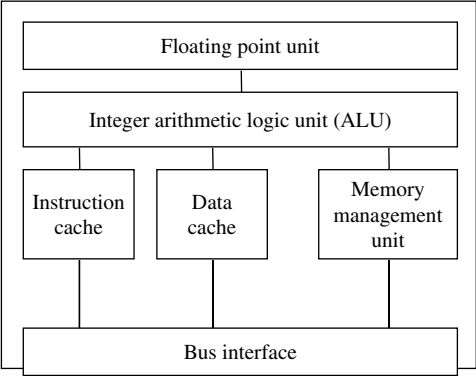 Floating point unit
Integer arithmetic logic unit (ALU)
Instruction
cache
Data
cache
Memory
management
unit
Bus interface